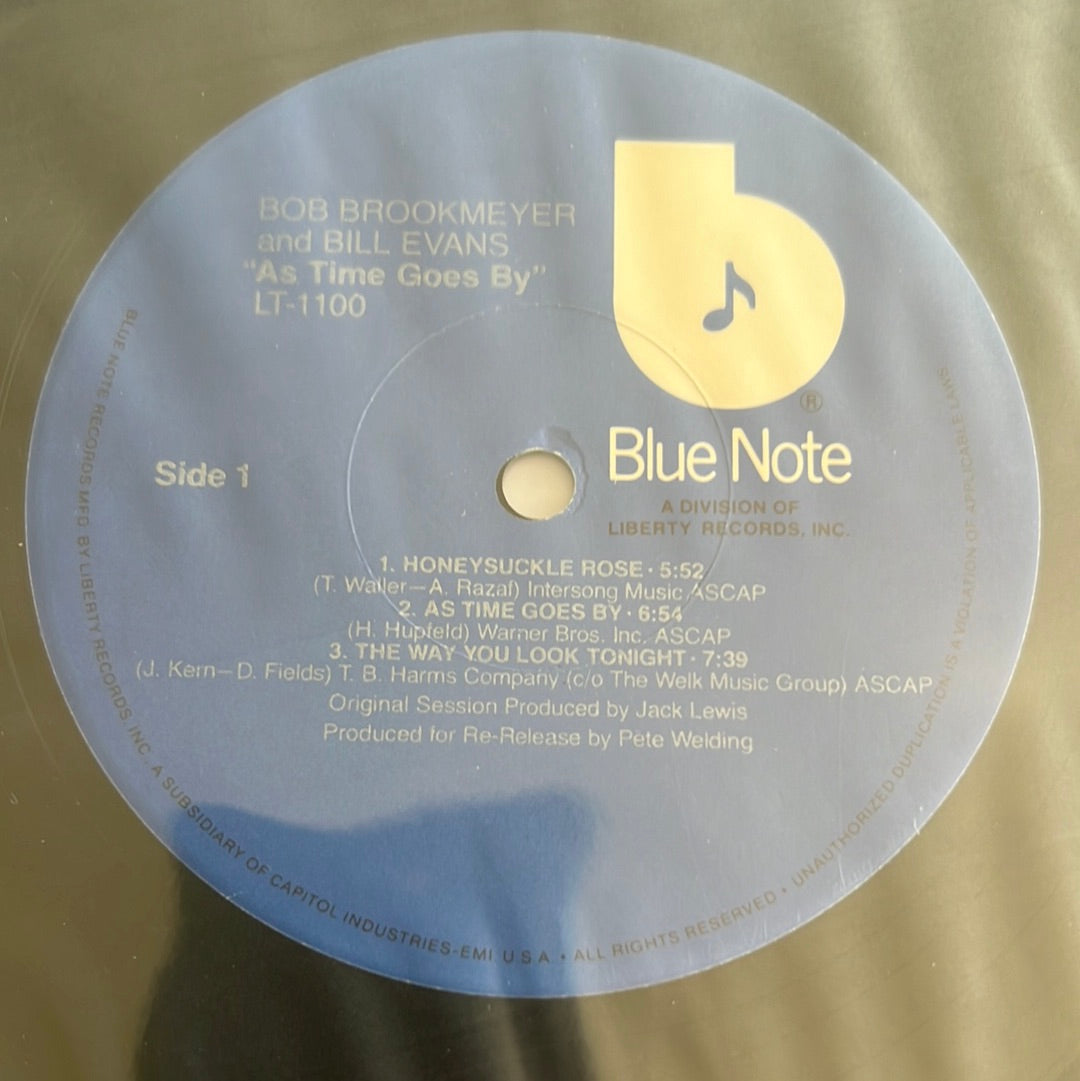 BOB BROOKMEYER
and BILL EVANS
"As Time Goes By"
LT-1100
Side 1
®
Blue Note
A DIVISION OF
LIBERTY RECORDS, INC.
1. HONEYSUCKLE ROSE · 5:52
(T. Waller—A. Razaf) Intersong Music ASCAP
2. AS TIME GOES BY · 6:54
(H. Hupfeld) Warner Bros. Inc. ASCAP
3. THE WAY YOU LOOK TONIGHT · 7:39
(J. Kern—D. Fields) T. B. Harms Company (c/o The Welk Music Group) ASCAP
Original Session Produced by Jack Lewis
Produced for Re-Release by Pete Welding
BLUE NOTE RECORDS MFD BY LIBERTY RECORDS, INC. A SUBSIDIARY OF CAPITOL INDUSTRIES-EMI. U S A. • ALL RIGHTS RESERVED • UNAUTHORIZED DUPLICATION IS A VIOLATION OF APPLICABLE LAWS